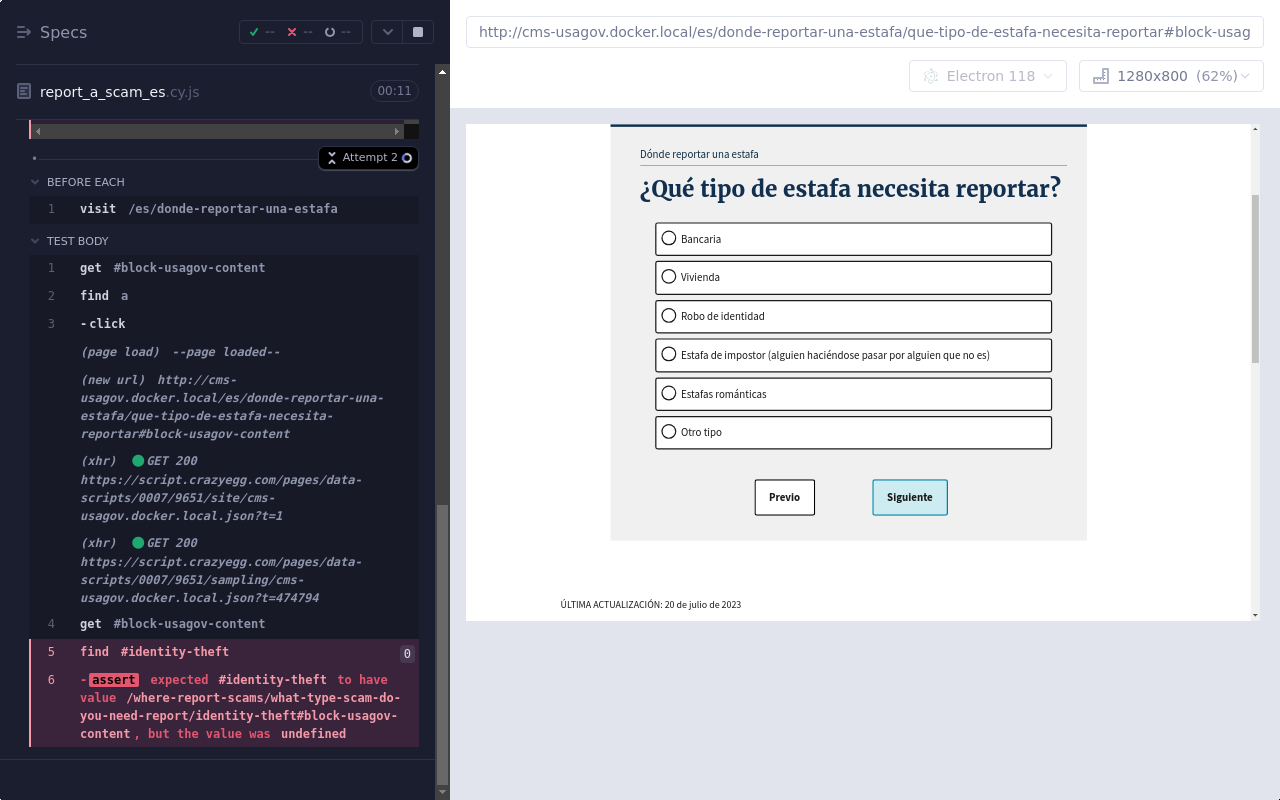 Specs
--
--
--
report_a_scam_es.cy.js
00:11
Attempt 2
BEFORE EACH
1 visit /es/donde-reportar-una-estafa
TEST BODY
1 get #block-usagov-content
2 find a
3 -click
(page load) --page loaded--
(new url) http://cms-
usagov.docker.local/es/donde-reportar-una-
estafa/que-tipo-de-estafa-necesita-
reportar#block-usagov-content
(xhr) GET 200
https://script.crazyegg.com/pages/data-
scripts/0007/9651/site/cms-
usagov.docker.local.json?t=1
(xhr) GET 200
https://script.crazyegg.com/pages/data-
scripts/0007/9651/sampling/cms-
usagov.docker.local.json?t=474794
4 get #block-usagov-content
5 find #identity-theft 0
6 -assert expected #identity-theft to have
value /where-report-scams/what-type-scam-do-
you-need-report/identity-theft#block-usagov-
content, but the value was undefined
http://cms-usagov.docker.local/es/donde-reportar-una-estafa/que-tipo-de-estafa-necesita-reportar#block-usag
Electron 118
1280x800 (62%)
Dónde reportar una estafa
¿Qué tipo de estafa necesita reportar?
Bancaria
Vivienda
Robo de identidad
Estafa de impostor (alguien haciéndose pasar por alguien que no es)
Estafas románticas
Otro tipo
Previo
Siguiente
ÚLTIMA ACTUALIZACIÓN: 20 de julio de 2023